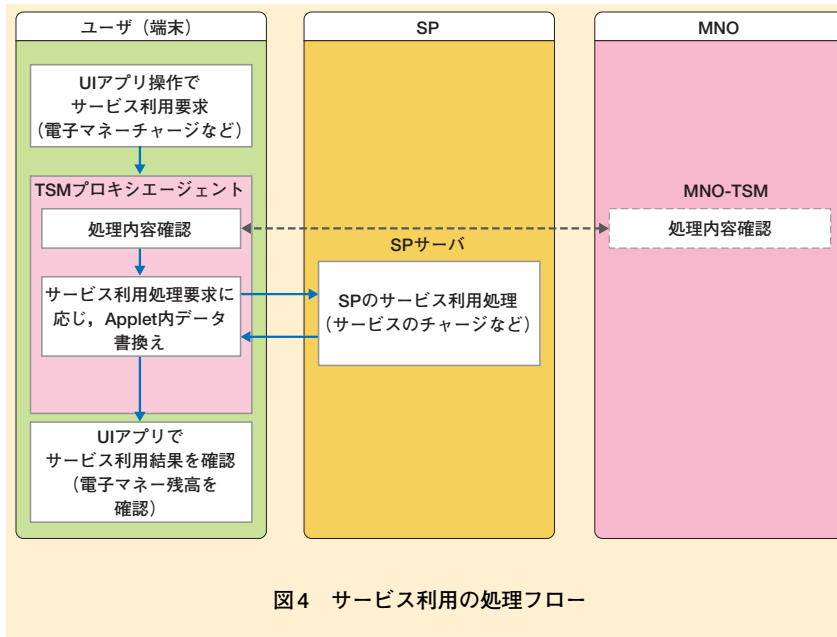 ユーザ（端末）
SP
MNO
UIアプリ操作で
サービス利用要求
（電子マネーチャージなど）
TSMプロキシエージェント
MNO-TSM
処理内容確認
処理内容確認
SPサーバ
サービス利用処理要求に
応じ，Applet内データ
書換え
SPのサービス利用処理
（サービスのチャージなど）
UIアプリで
サービス利用結果を確認
（電子マネー残高を
確認）
図4　サービス利用の処理フロー